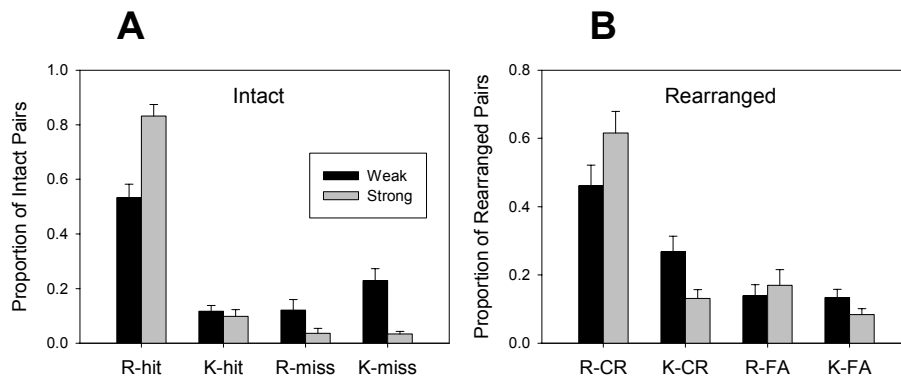 A
Proportion of Intact Pairs
1.0
0.8
0.6
0.4
0.2
0.0
Intact
Weak
Strong
R-hit K-hit R-miss K-miss
B
Proportion of Rearranged Pairs
0.8
0.6
0.4
0.2
0.0
Rearranged
R-CR K-CR R-FA K-FA